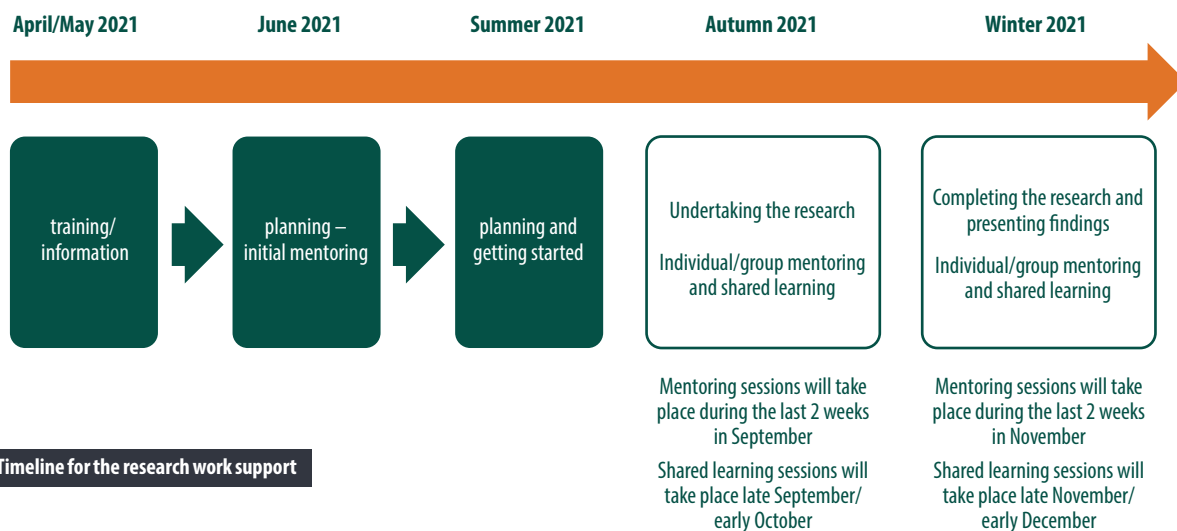 April/May 2021
June 2021
Summer 2021
Autumn 2021
Winter 2021
training/
information
planning –
initial mentoring
planning and
getting started
Undertaking the research
Individual/group mentoring
and shared learning
Completing the research and
presenting findings
Individual/group mentoring
and shared learning
Mentoring sessions will take
place during the last 2 weeks
in September
Shared learning sessions will
take place late September/
early October
Mentoring sessions will take
place during the last 2 weeks
in November
Shared learning sessions will
take place late November/
early December
Timeline for the research work support